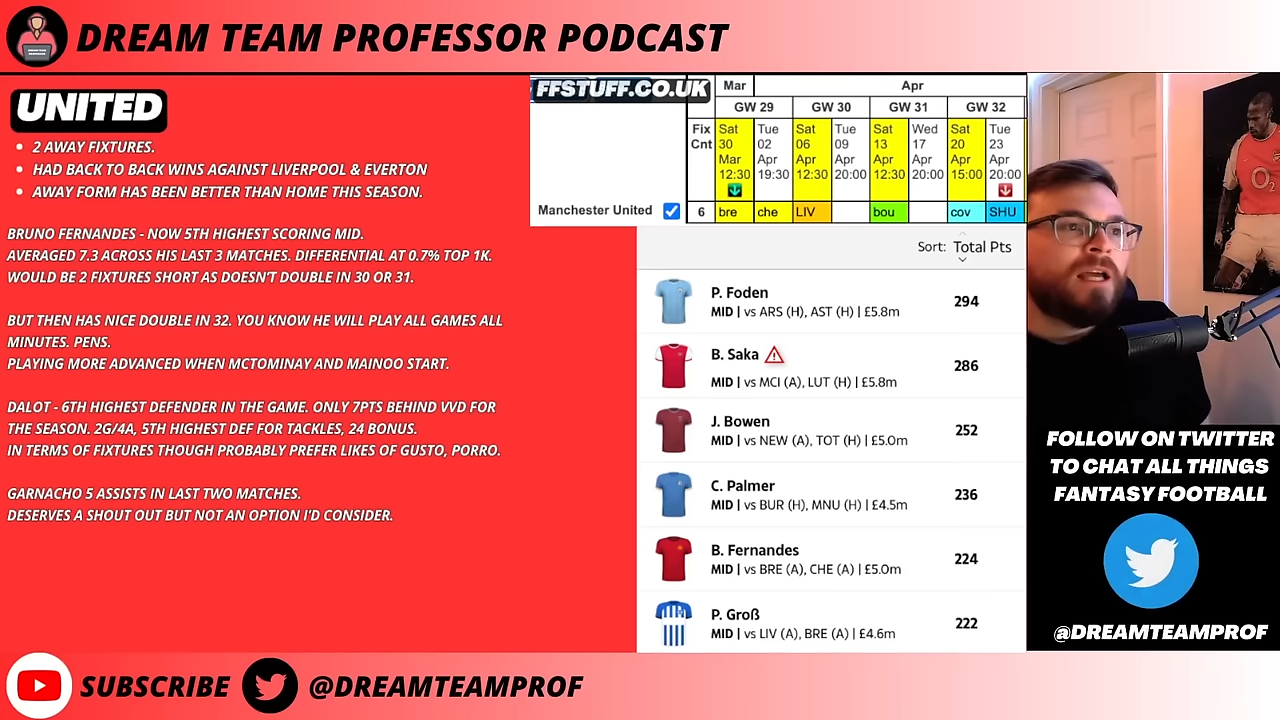 DREAM TEAM PROFESSOR PODCAST
UNITED
2 AWAY FIXTURES.
HAD BACK TO BACK WINS AGAINST LIVERPOOL & EVERTON
AWAY FORM HAS BEEN BETTER THAN HOME THIS SEASON.
BRUNO FERNANDES - NOW 5TH HIGHEST SCORING MID.
AVERAGED 7.3 ACROSS HIS LAST 3 MATCHES. DIFFERENTIAL AT 0.7% TOP 1K.
WOULD BE 2 FIXTURES SHORT AS DOESN'T DOUBLE IN 30 OR 31.
BUT THEN HAS NICE DOUBLE IN 32. YOU KNOW HE WILL PLAY ALL GAMES ALL
MINUTES. PENS.
PLAYING MORE ADVANCED WHEN MCTOMINAY AND MAINOO START.
DALOT - 6TH HIGHEST DEFENDER IN THE GAME. ONLY 7PTS BEHIND VVD FOR
THE SEASON. 2G/4A, 5TH HIGHEST DEF FOR TACKLES, 24 BONUS.
IN TERMS OF FIXTURES THOUGH PROBABLY PREFER LIKES OF GUSTO, PORRO.
GARNACHO 5 ASSISTS IN LAST TWO MATCHES.
DESERVES A SHOUT OUT BUT NOT AN OPTION I'D CONSIDER.
FFSTUFF.CO.UK
Mar Apr
GW 29 GW 30 GW 31 GW 32
Fix Sat Tue Sat Tue Sat Wed Sat Tue
Cnt 30 02 06 09 13 17 20 23
Mar Apr Apr Apr Apr Apr Apr Apr
12:30 19:30 12:30 20:00 12:30 20:00 15:00 20:00
Manchester United 6 bre che LIV bou cov SHU
Sort: Total Pts
P. Foden
294
MID | vs ARS (H), AST (H) | £5.8m
B. Saka
286
MID | vs MCI (A), LUT (H) | £5.8m
J. Bowen
252
MID | vs NEW (A), TOT (H) | £5.0m
C. Palmer
236
MID | vs BUR (H), MNU (H) | £4.5m
B. Fernandes
224
MID | vs BRE (A), CHE (A) | £5.0m
P. Groß
222
MID | vs LIV (A), BRE (A) | £4.6m
O2
FOLLOW ON TWITTER
TO CHAT ALL THINGS
FANTASY FOOTBALL
@DREAMTEAMPROF
SUBSCRIBE @DREAMTEAMPROF